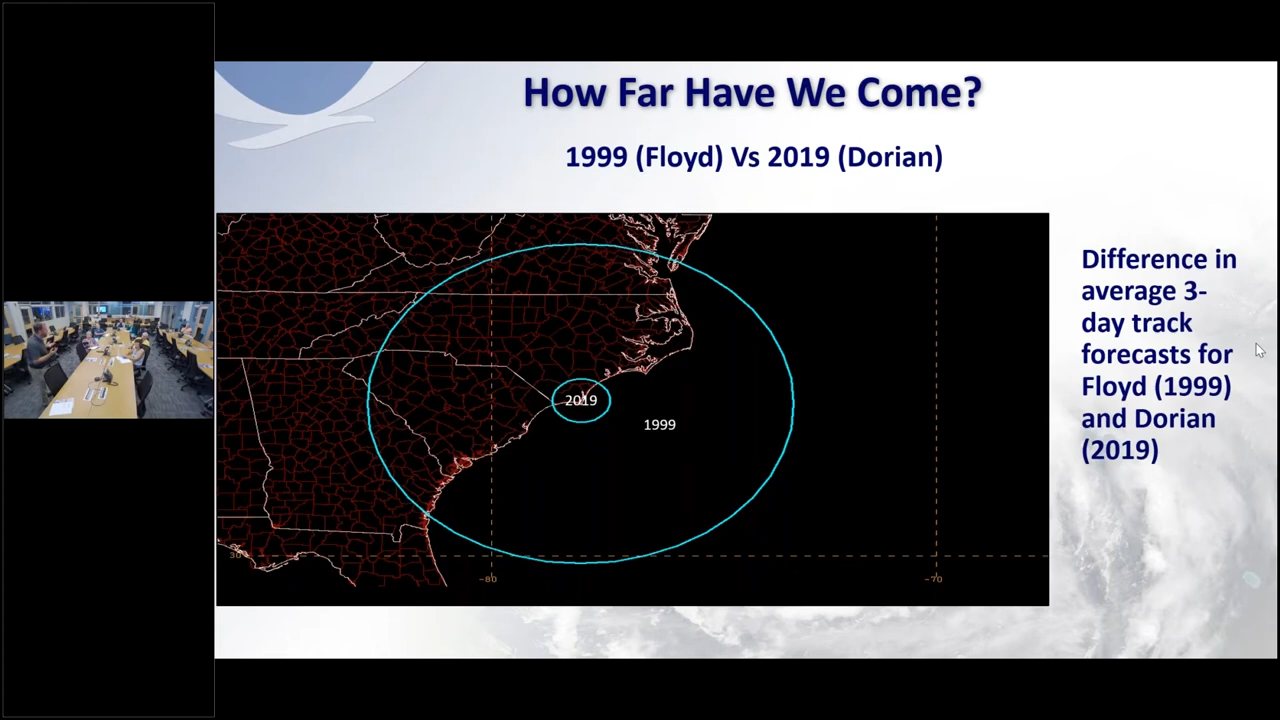 How Far Have We Come?
1999 (Floyd) Vs 2019 (Dorian)
Difference in
average 3-
day track
forecasts for
Floyd (1999)
and Dorian
(2019)
2019
1999
30
-80
-70